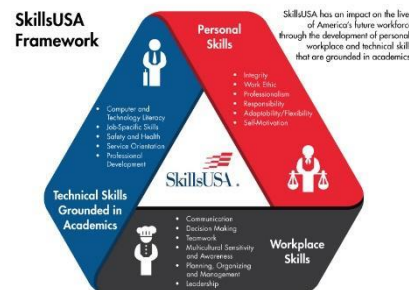 SkillsUSA
Framework
SkillsUSA has an impact on the live
of America's future workforc
through the development of personal
workplace and technical skill
that are grounded in academics
Personal
Skills
• Integrity
• Work Ethic
• Professionalism
• Responsibility
• Adaptability/Flexibility
• Self-Motivation
• Computer and
Technology Literacy
• Job-Specific Skills
• Safety and Health
• Service Orientation
• Professional
Development
SkillsUSA
Technical Skills
Grounded in
Academics
• Communication
• Decision Making
• Teamwork
• Multicultural Sensitivity
and Awareness
• Planning, Organizing
and Management
• Leadership
Workplace
Skills